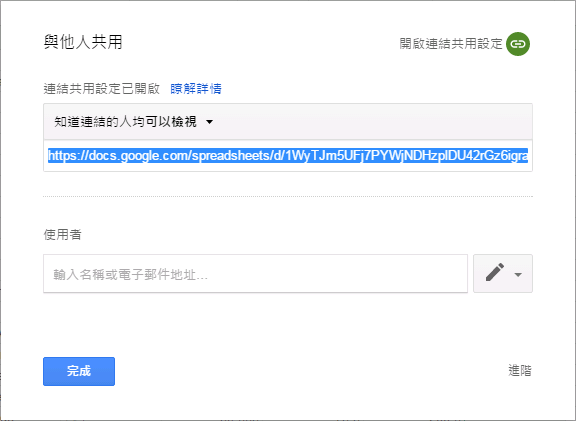 與他人共用
開啟連結共用設定
連結共用設定已開啟 瞭解詳情
知道連結的人均可以檢視
https://docs.google.com/spreadsheets/d/1WyTJm5UFj7PYWjNDHzpIDU42rGz6igra
使用者
輸入名稱或電子郵件地址...
完成
進階